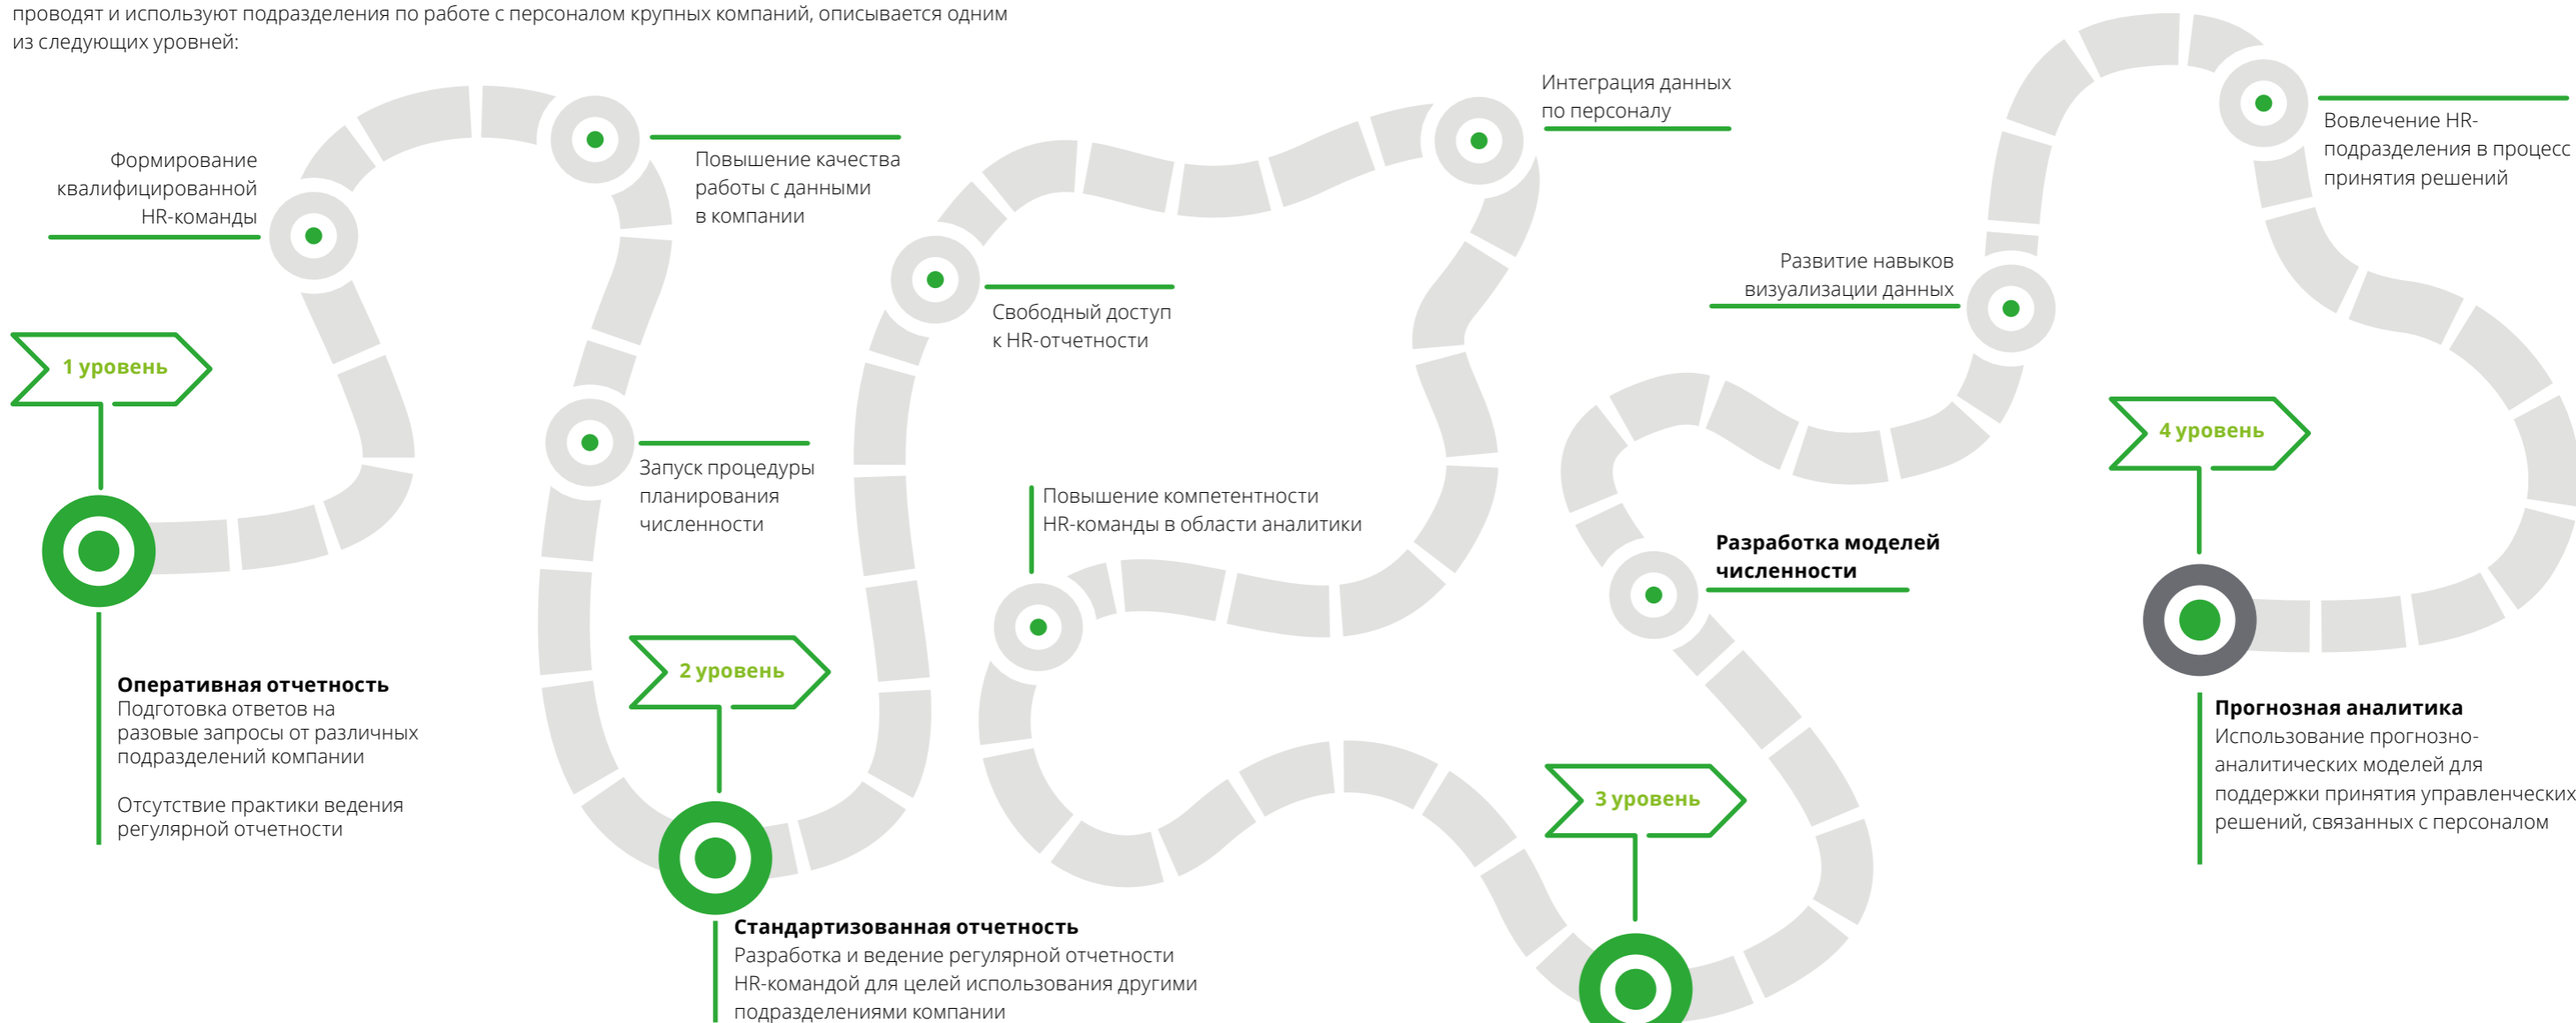 проводят и используют подразделения по работе с персоналом крупных компаний, описывается одним
из следующих уровней:
1 уровень
Оперативная отчетность
Подготовка ответов на
разовые запросы от различных
подразделений компании
Отсутствие практики ведения
регулярной отчетности
Формирование
квалифицированной
HR-команды
Повышение качества
работы с данными
в компании
Запуск процедуры
планирования
численности
2 уровень
Стандартизованная отчетность
Разработка и ведение регулярной отчетности
HR-командой для целей использования другими
подразделениями компании
Свободный доступ
к HR-отчетности
Интеграция данных
по персоналу
Повышение компетентности
HR-команды в области аналитики
3 уровень
Разработка моделей
численности
Развитие навыков
визуализации данных
Вовлечение HR-
подразделения в процесс
принятия решений
4 уровень
Прогнозная аналитика
Использование прогнозно-
аналитических моделей для
поддержки принятия управленческих
решений, связанных с персоналом